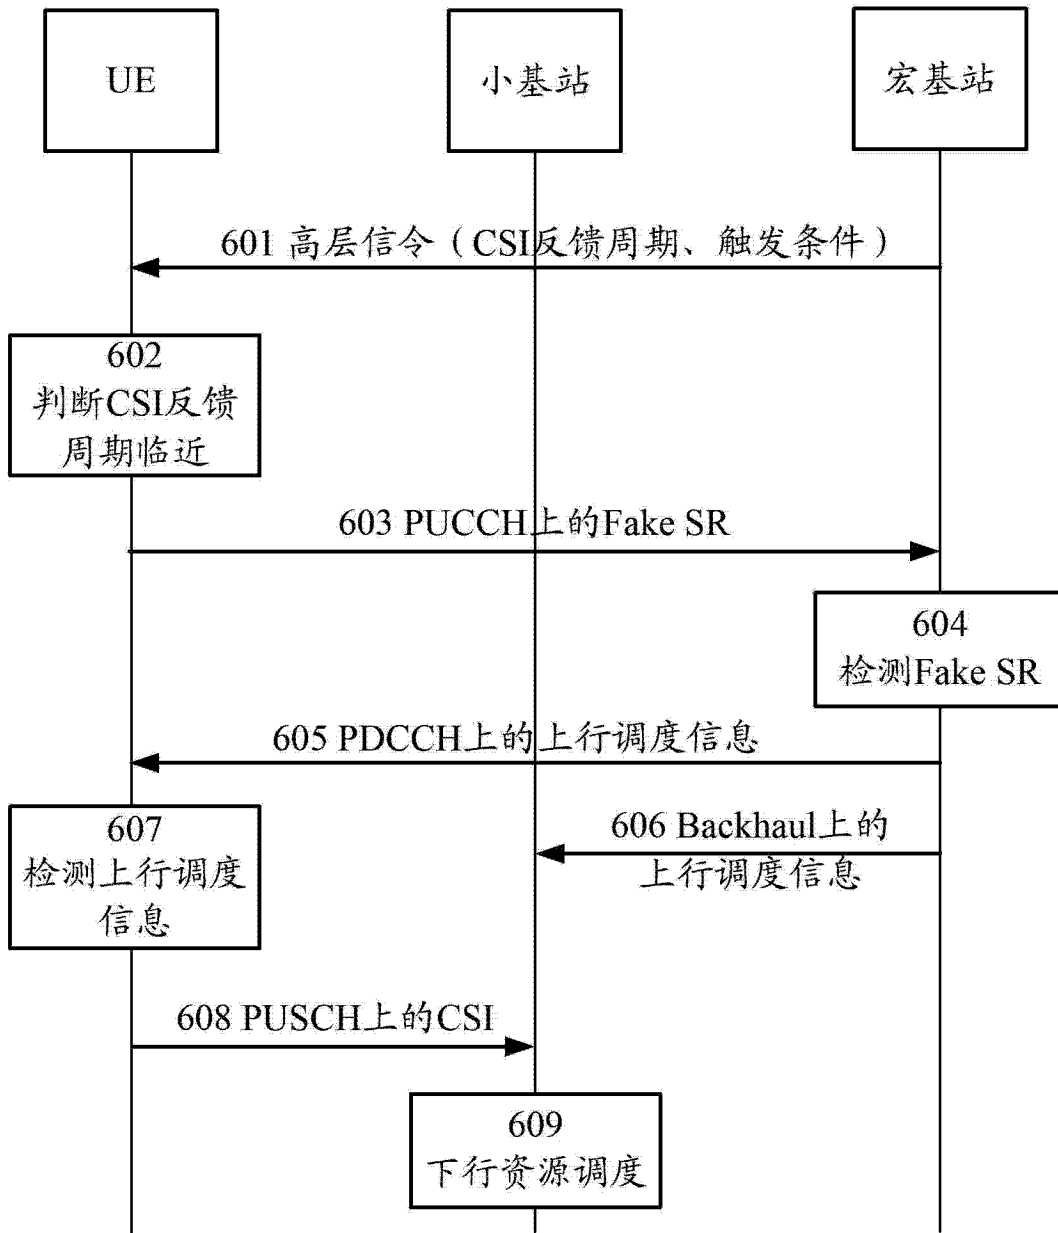 UE
小基站
宏基站
601 高层信令（CSI反馈周期、触发条件）
602
判断CSI反馈
周期临近
603 PUCCH上的Fake SR
604
检测Fake SR
605 PDCCH上的上行调度信息
606 Backhaul上的
上行调度信息
607
检测上行调度
信息
608 PUSCH上的CSI
609
下行资源调度